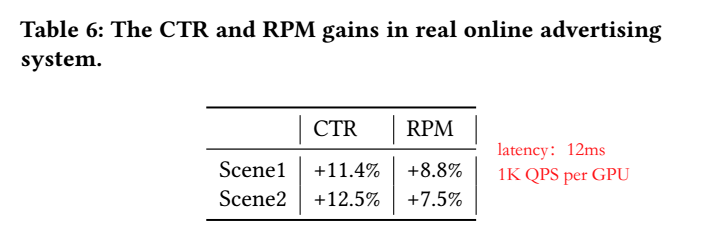 Table 6: The CTR and RPM gains in real online advertising
system.
CTR RPM
Scene1 +11.4% +8.8%
Scene2 +12.5% +7.5%
latency： 12ms
1K QPS per GPU